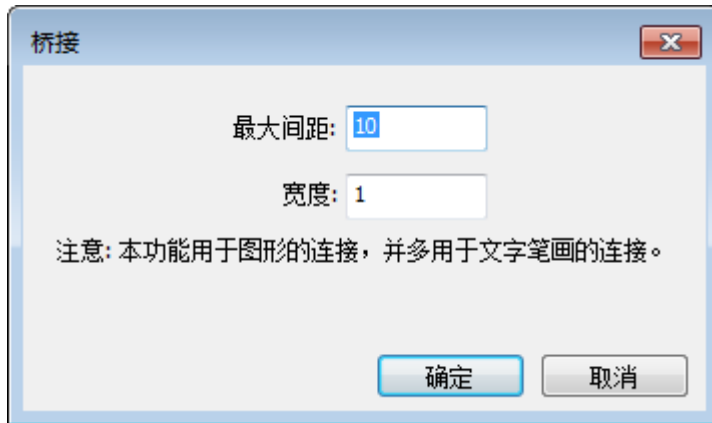 桥接
最大间距: 10
宽度: 1
注意: 本功能用于图形的连接，并多用于文字笔画的连接。
确定 取消